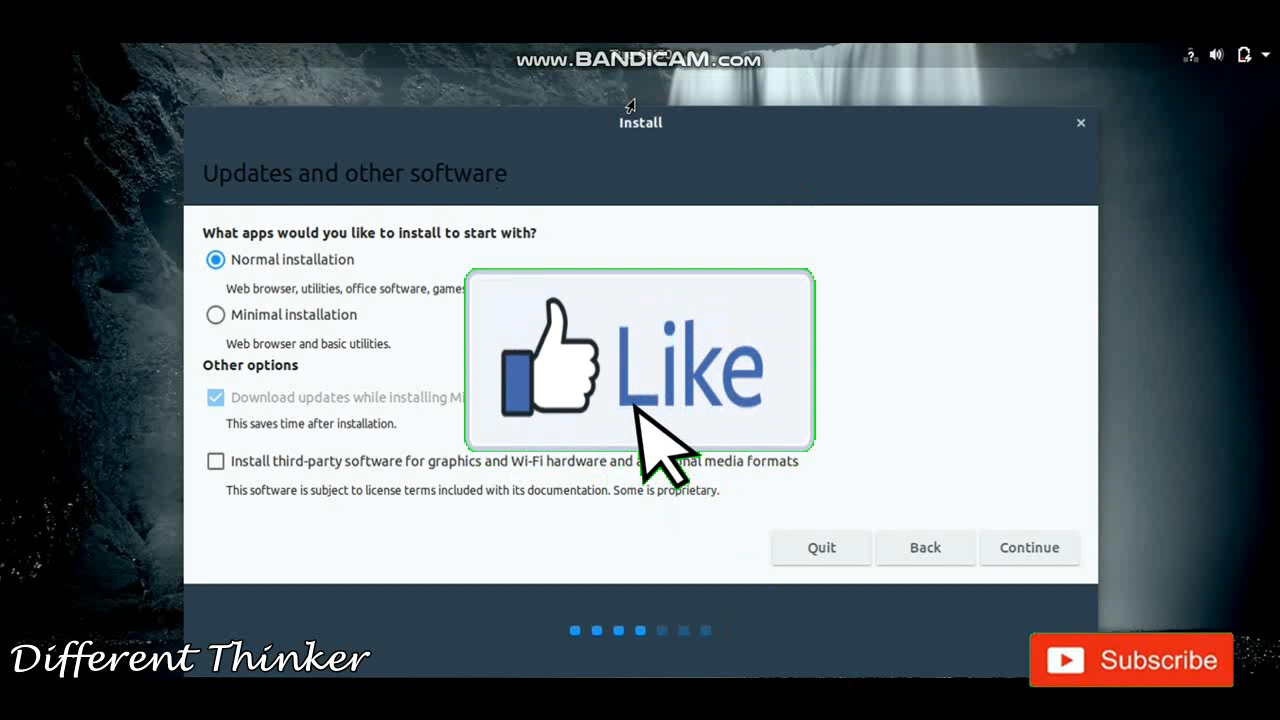 www.BANDICAM.com
Install
Updates and other software
What apps would you like to install to start with?
Normal installation
Web browser, utilities, office software, games
Minimal installation
Web browser and basic utilities.
Other options
Download updates while installing Mi
This saves time after installation.
Install third-party software for graphics and Wi-Fi hardware and a nal media formats
This software is subject to license terms included with its documentation. Some is proprietary.
Like
Quit
Back
Continue
Different Thinker
Subscribe